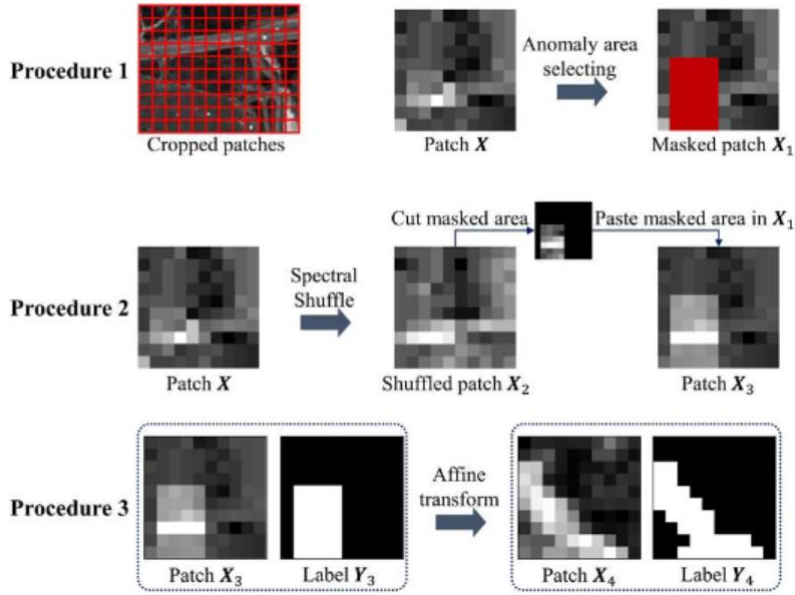 Procedure 1
Cropped patches
Patch X
Anomaly area
selecting
Masked patch X₁
Procedure 2
Patch X
Spectral
Shuffle
Cut masked area
Paste masked area in X₁
Shuffled patch X₂
Patch X₃
Procedure 3
Patch X₃
Label Y₃
Affine
transform
Patch X₄
Label Y₄